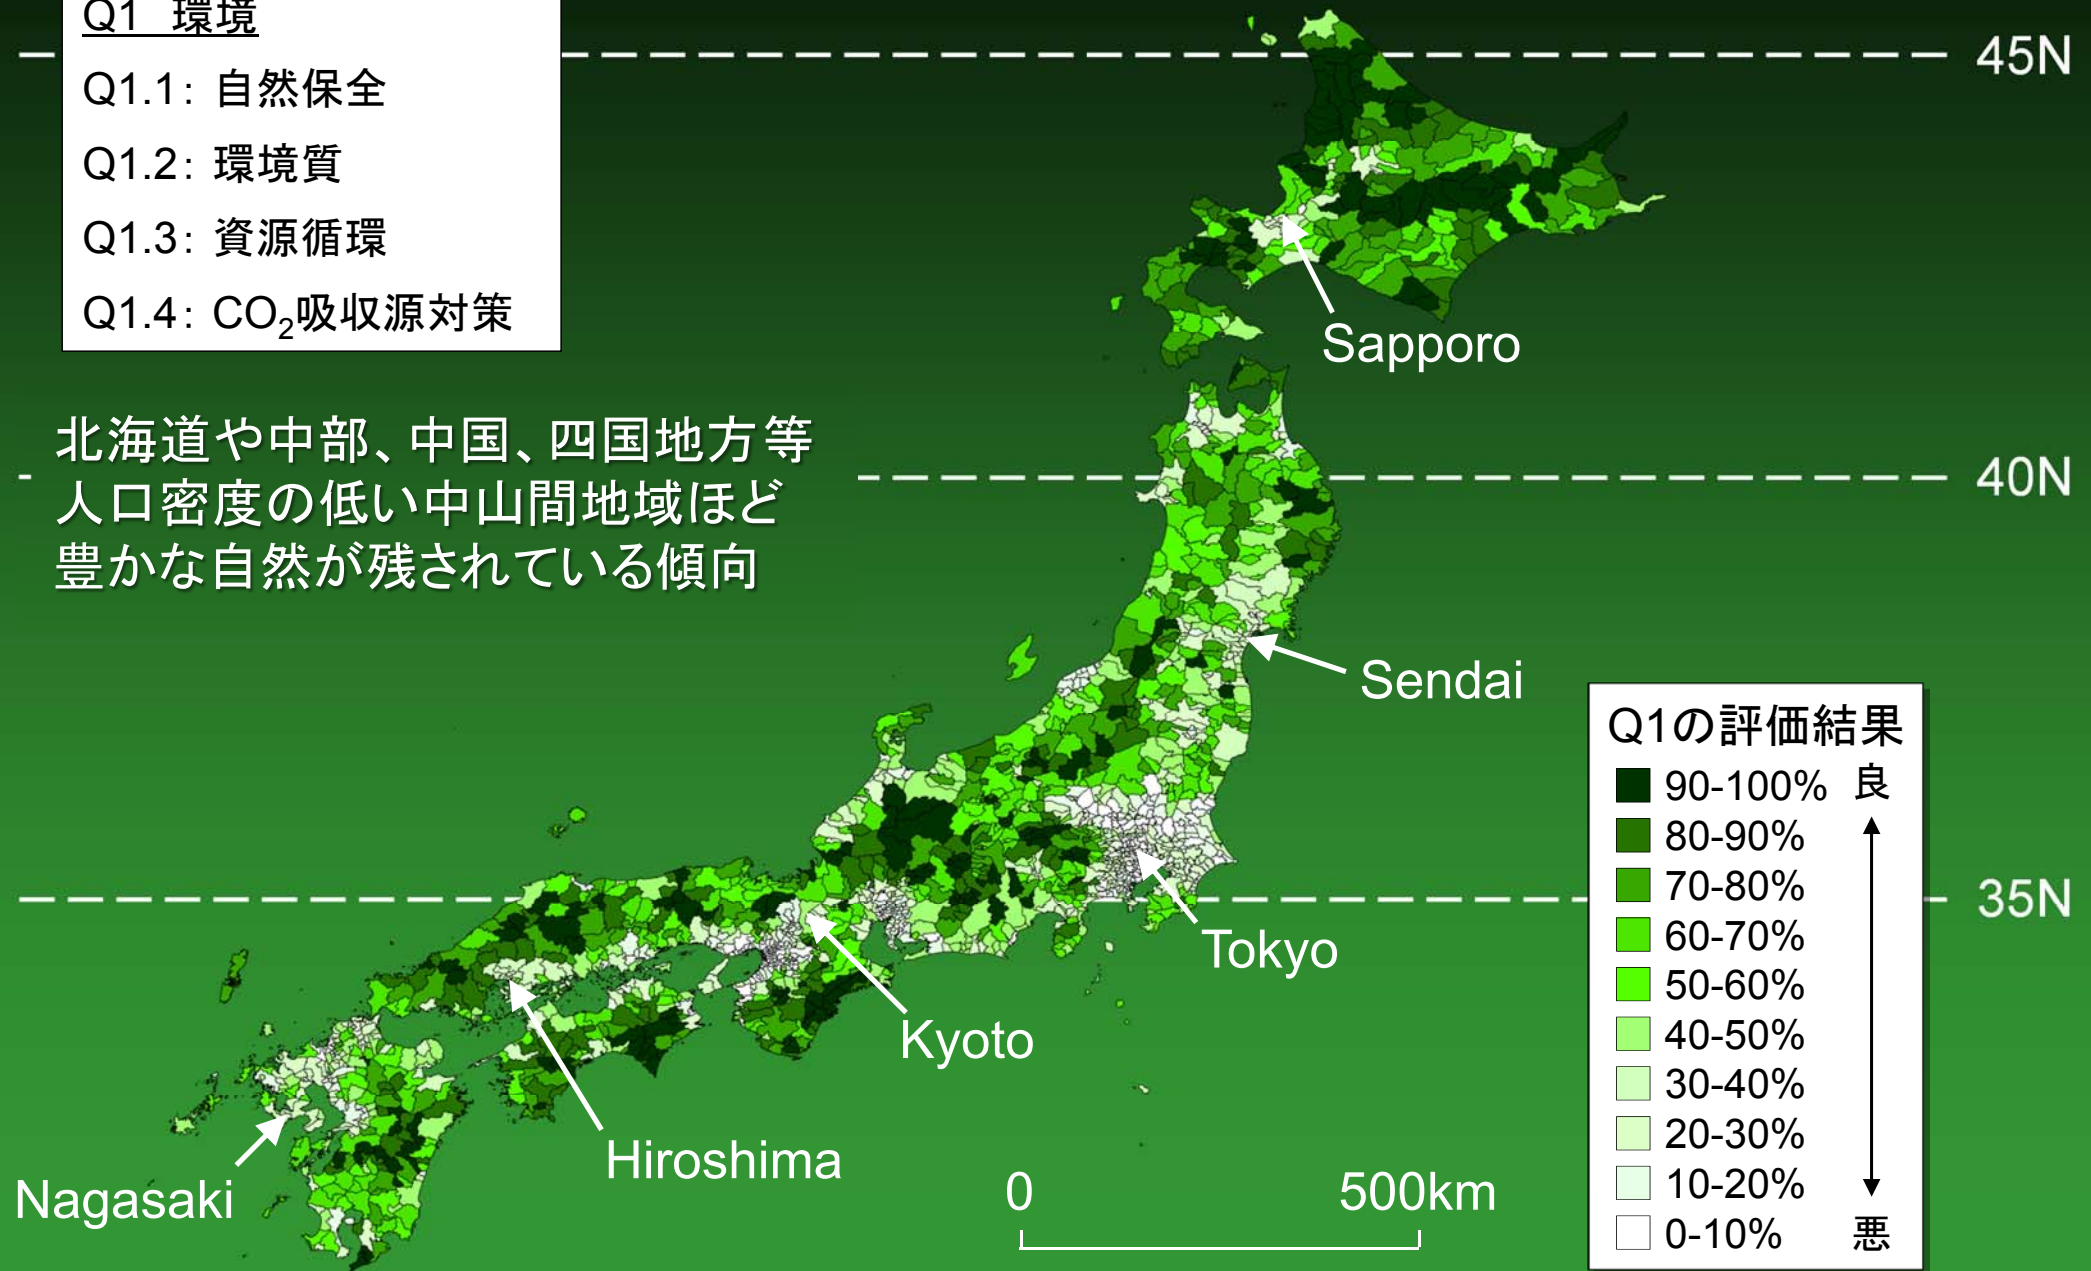 Q1 環境
Q1.1: 自然保全
Q1.2: 環境質
Q1.3: 資源循環
Q1.4: CO₂吸収源対策
北海道や中部、中国、四国地方等
人口密度の低い中山間地域ほど
豊かな自然が残されている傾向
45N
40N
35N
Sapporo
Sendai
Tokyo
Kyoto
Hiroshima
Nagasaki
0 500km
Q1の評価結果
90-100% 良
80-90%
70-80%
60-70%
50-60%
40-50%
30-40%
20-30%
10-20%
0-10% 悪